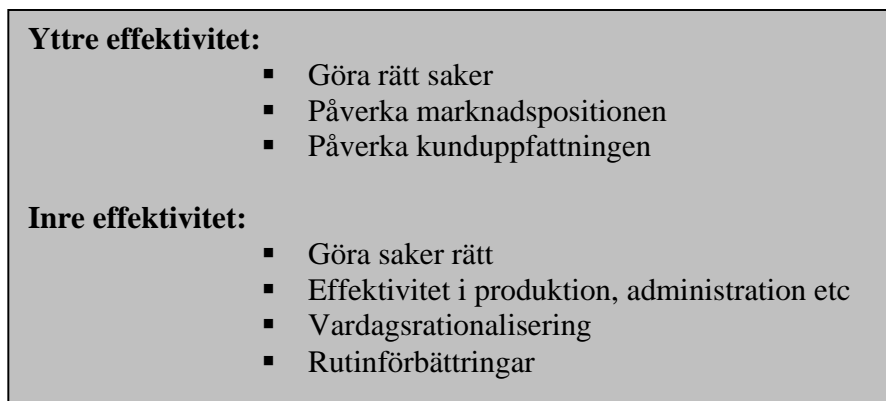 Yttre effektivitet:
▪ Göra rätt saker
▪ Påverka marknadspositionen
▪ Påverka kunduppfattningen
Inre effektivitet:
▪ Göra saker rätt
▪ Effektivitet i produktion, administration etc
▪ Vardagsrationalisering
▪ Rutinförbättringar